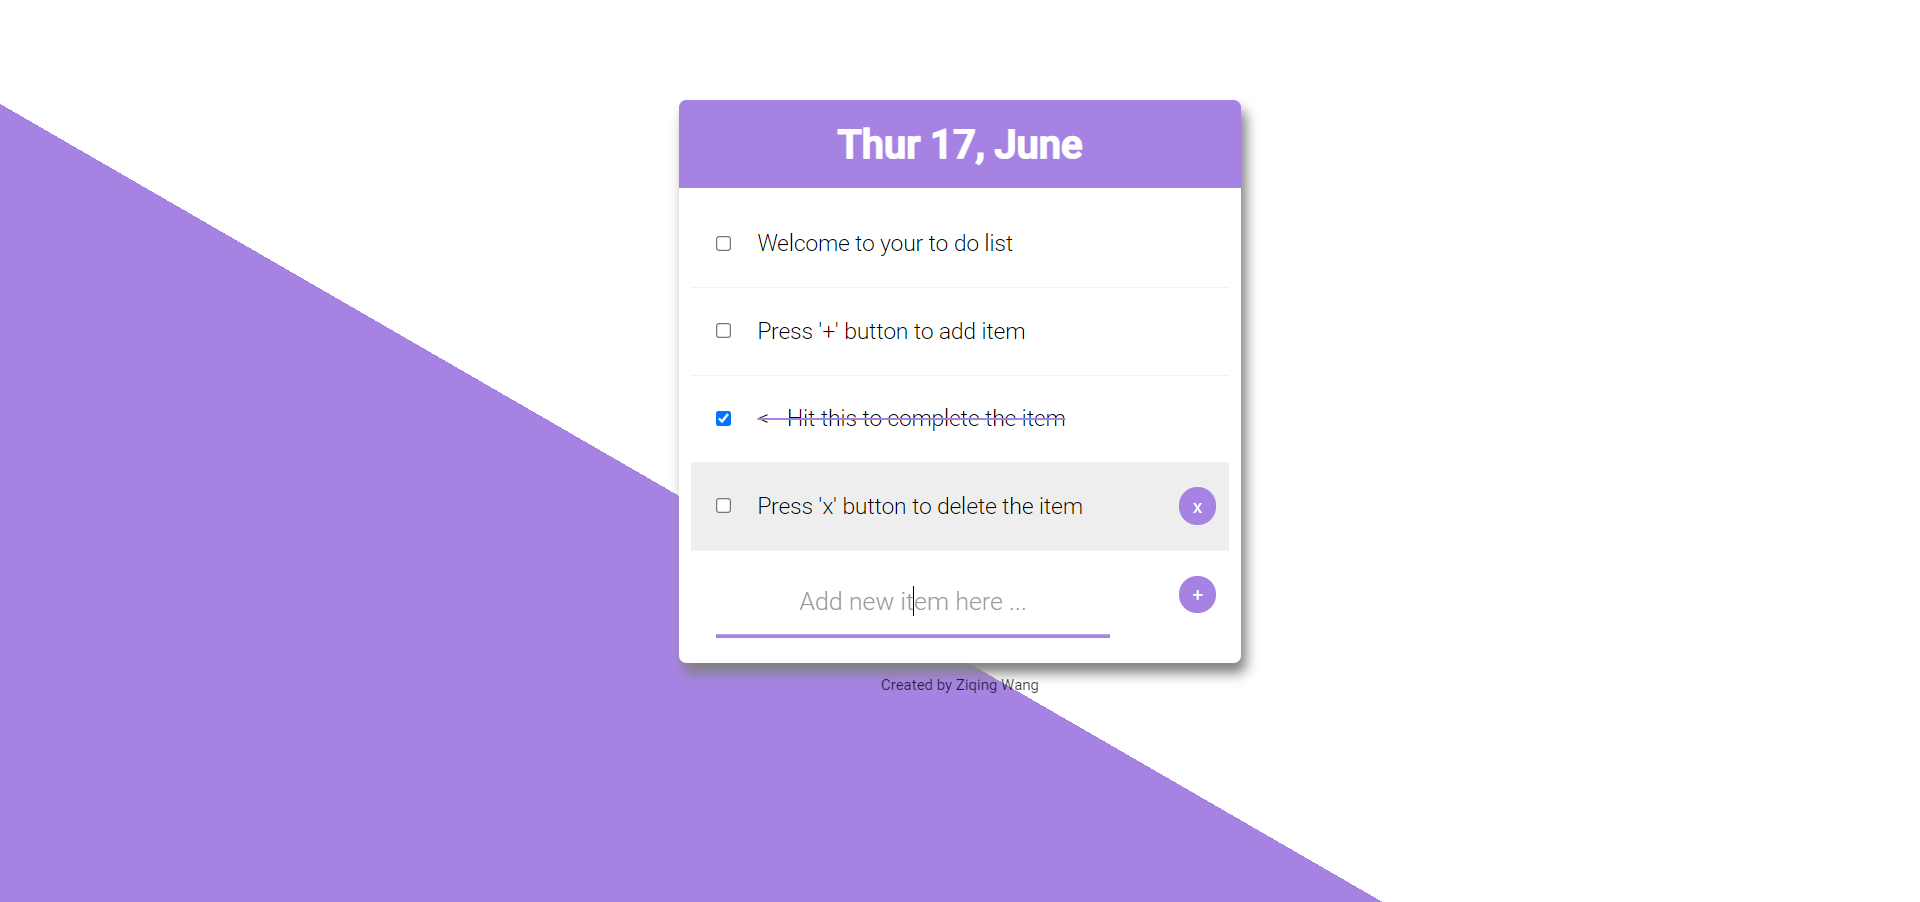 Thur 17, June
Welcome to your to do list
Press '+' button to add item
<-- Hit this to complete the item
Press 'x' button to delete the item
x
Add new item here ...
+
Created by Ziqing Wang